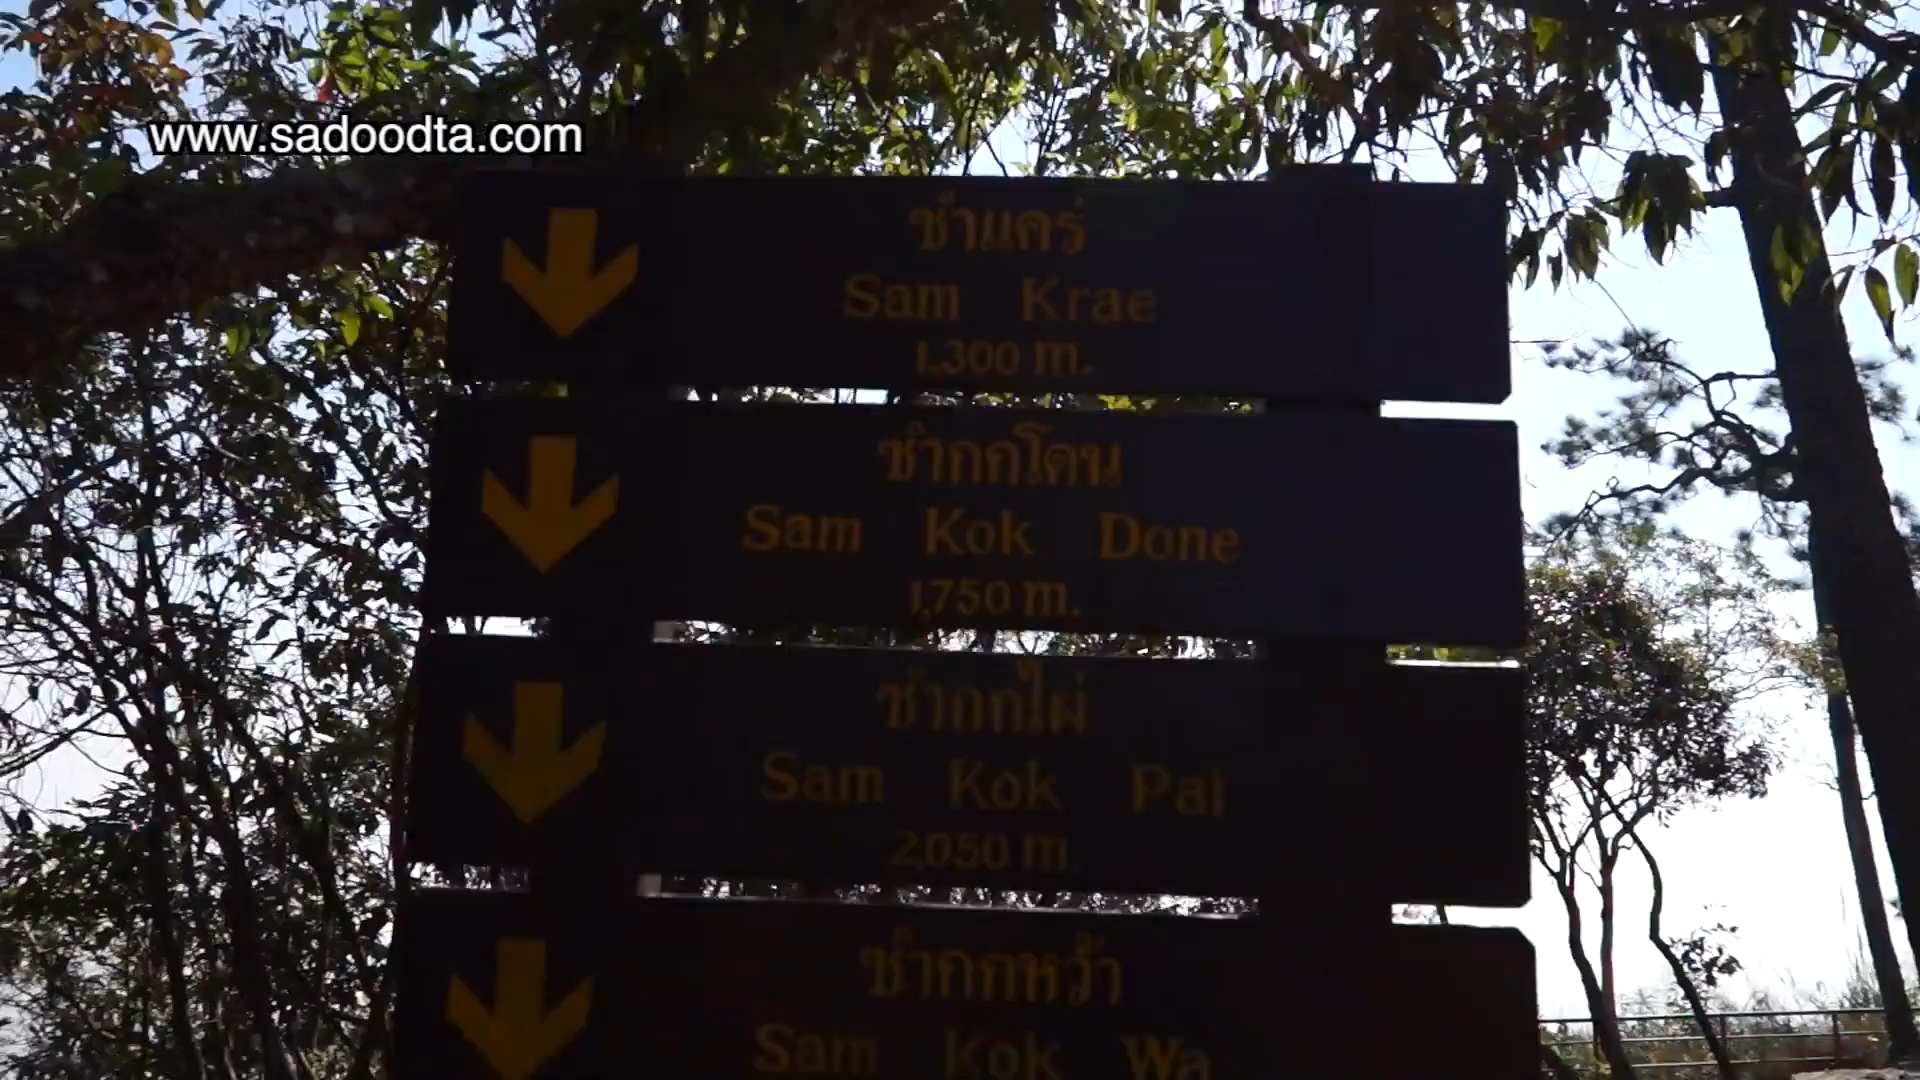 www.sadoodta.com
ซำแคร่
Sam Krae
1,300 m.
ซำกกโดน
Sam Kok Done
1,750 m.
ซำกกไผ่
Sam Kok Pai
2,050 m.
ซำกกหว้า
Sam Kok Wa